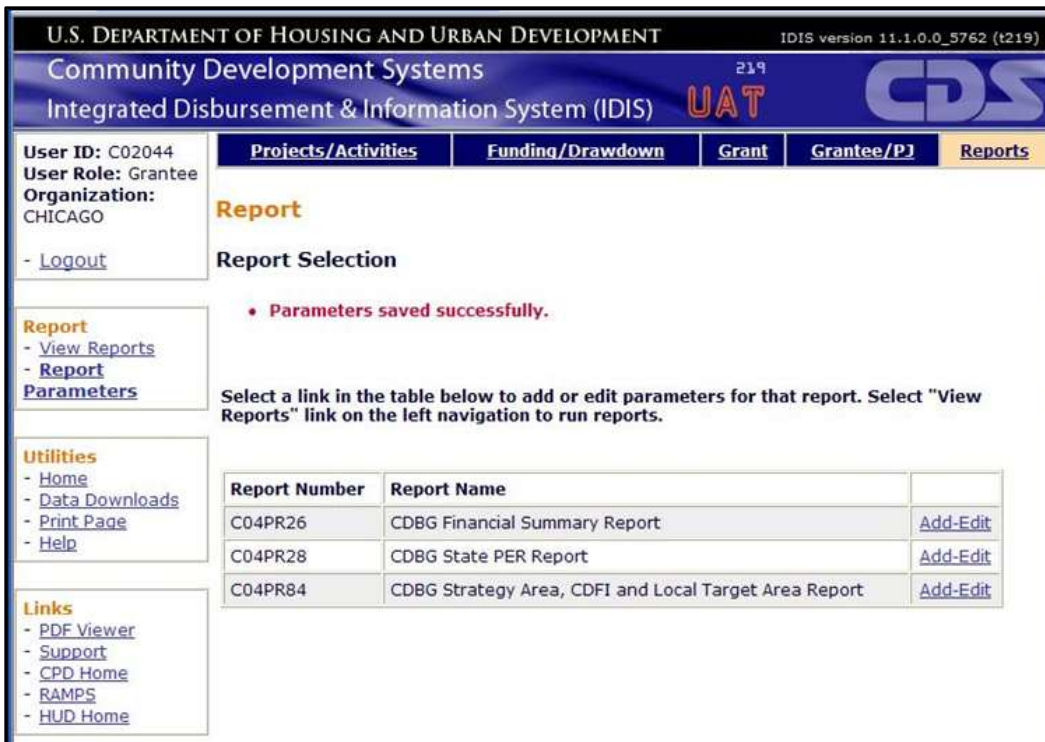 U.S. DEPARTMENT OF HOUSING AND URBAN DEVELOPMENT
IDIS version 11.1.0.0_5762 (t219)
Community Development Systems
Integrated Disbursement & Information System (IDIS)
219
UAT
CDS
User ID: C02044
User Role: Grantee
Organization:
CHICAGO
- Logout
Projects/Activities
Funding/Drawdown
Grant
Grantee/PJ
Reports
Report
- View Reports
- Report
Parameters
Utilities
- Home
- Data Downloads
- Print Page
- Help
Links
- PDF Viewer
- Support
- CPD Home
- RAMPS
- HUD Home
Report
Report Selection
• Parameters saved successfully.
Select a link in the table below to add or edit parameters for that report. Select "View
Reports" link on the left navigation to run reports.
Report Number Report Name
C04PR26 CDBG Financial Summary Report Add-Edit
C04PR28 CDBG State PER Report Add-Edit
C04PR84 CDBG Strategy Area, CDFI and Local Target Area Report Add-Edit